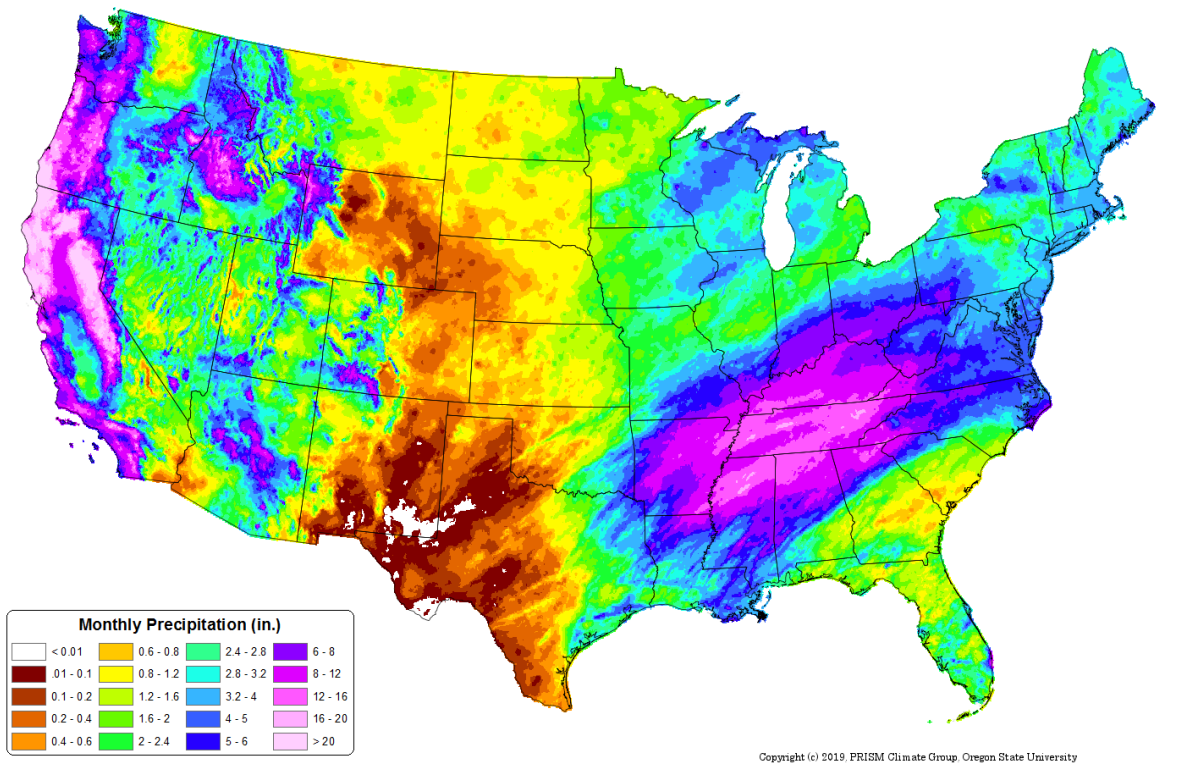 Monthly Precipitation (in.)
< 0.01 0.6 - 0.8 2.4 - 2.8 6 - 8
.01 - 0.1 0.8 - 1.2 2.8 - 3.2 8 - 12
0.1 - 0.2 1.2 - 1.6 3.2 - 4 12 - 16
0.2 - 0.4 1.6 - 2 4 - 5 16 - 20
0.4 - 0.6 2 - 2.4 5 - 6 > 20
Copyright (c) 2019, PRISM Climate Group, Oregon State University